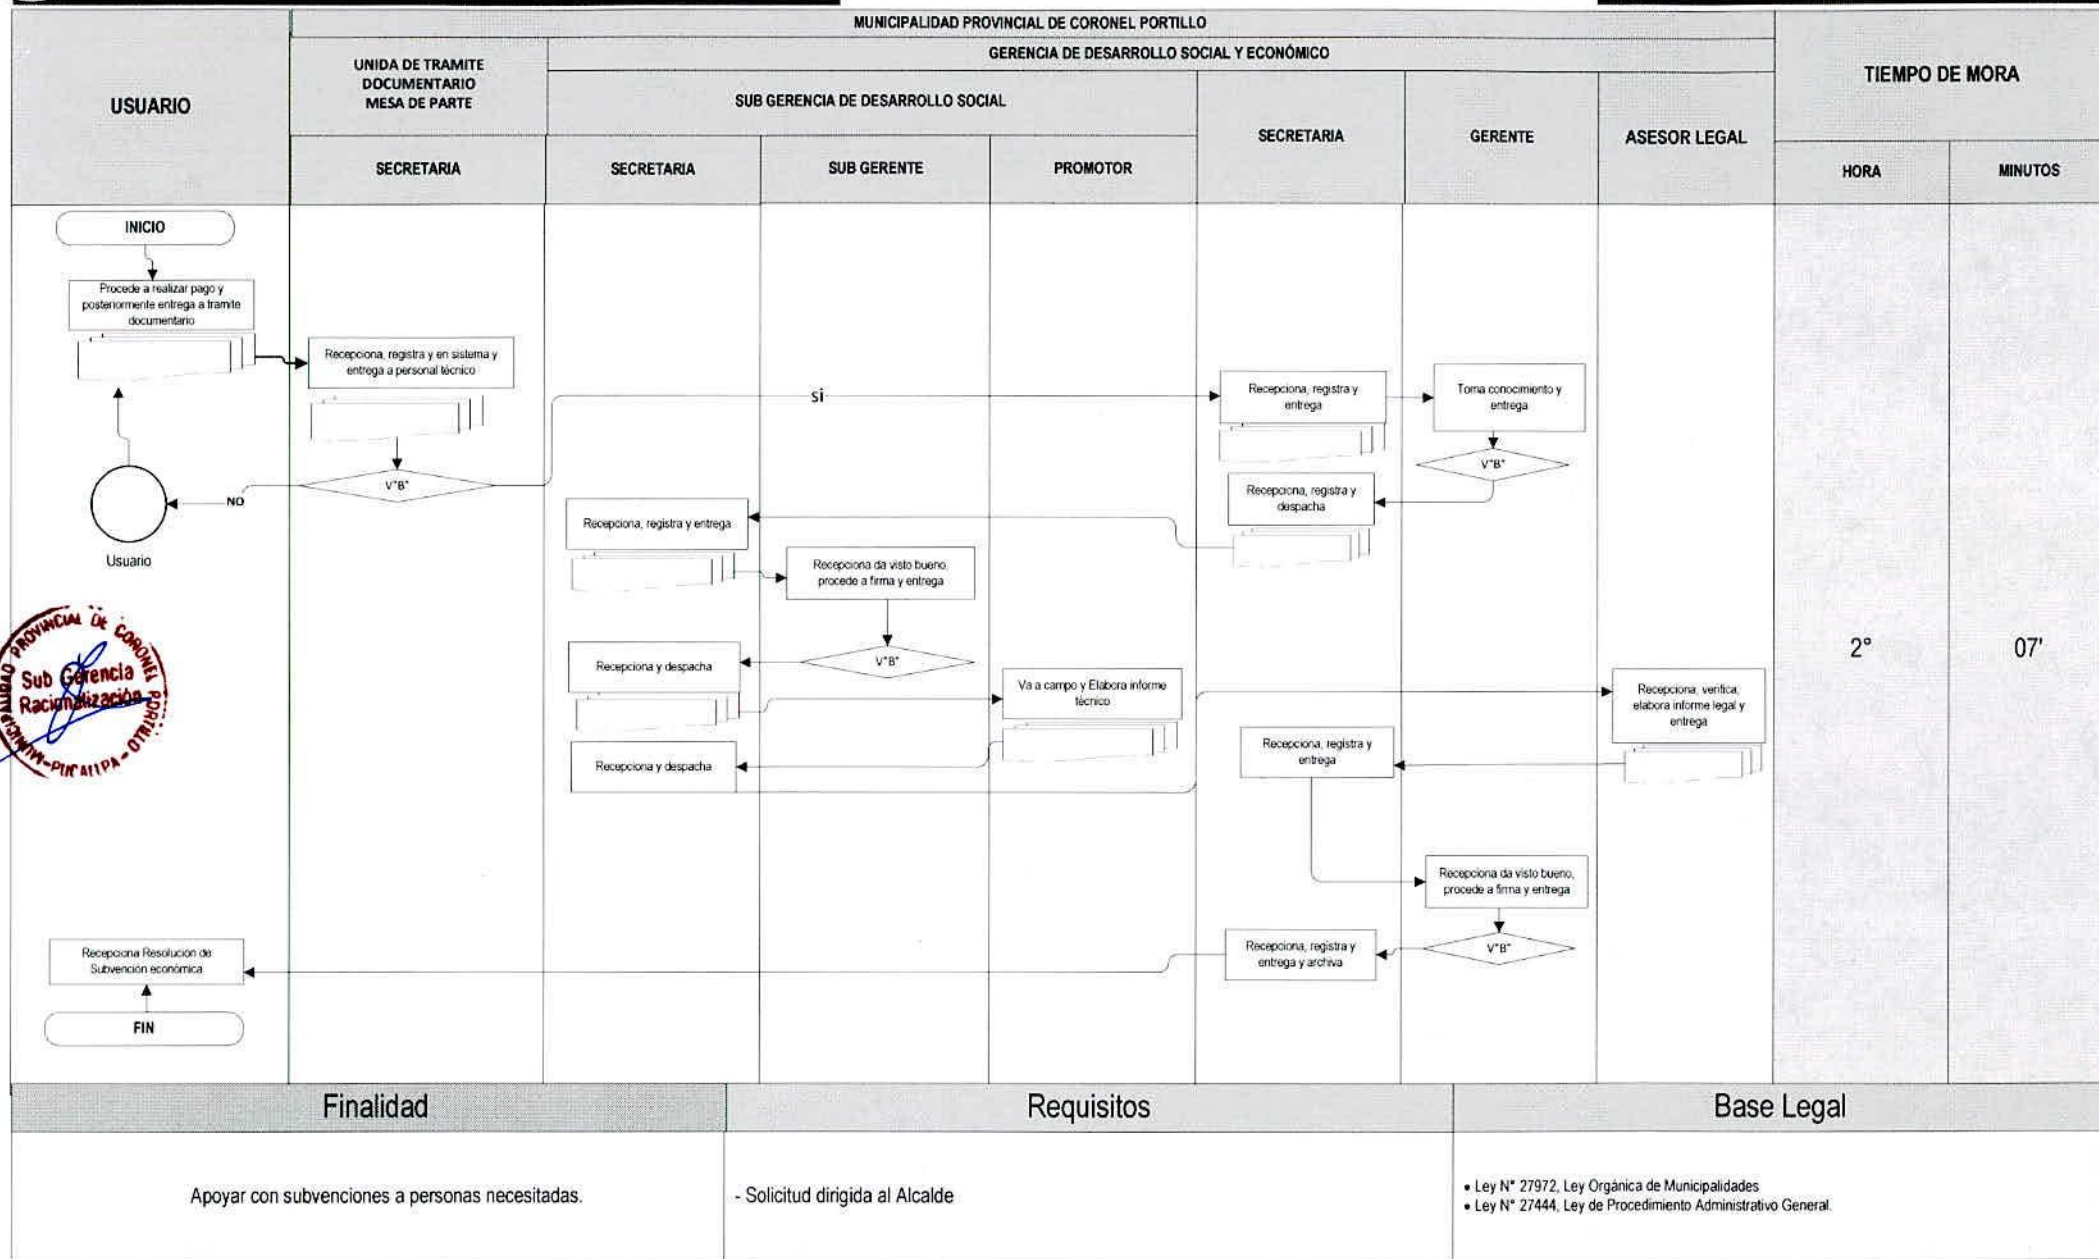 MUNICIPALIDAD PROVINCIAL DE CORONEL PORTILLO
GERENCIA DE DESARROLLO SOCIAL Y ECONÓMICO
USUARIO
UNIDA DE TRAMITE
DOCUMENTARIO
MESA DE PARTE
SUB GERENCIA DE DESARROLLO SOCIAL
TIEMPO DE MORA
SECRETARIA
GERENTE
ASESOR LEGAL
SECRETARIA
SECRETARIA
SUB GERENTE
PROMOTOR
HORA
MINUTOS
INICIO
Procede a realizar pago y
posteriormente entrega a tramite
documentario
Recepciona, registra y en sistema y
entrega a personal técnico
SI
Recepciona, registra y
entrega
Toma conocimiento y
entrega
V°B°
V°B°
NO
Usuario
Recepciona, registra y
despacha
Recepciona, registra y entrega
Recepciona da visto bueno,
procede a firma y entrega
V°B°
Recepciona y despacha
Va a campo y Elabora informe
técnico
Recepciona, verifica,
elabora informe legal y
entrega
2°
07'
MUNICIPALIDAD PROVINCIAL DE CORONEL PORTILLO - PUCALLPA -
Sub Gerencia
Racionalización
Recepciona y despacha
Recepciona, registra y
entrega
Recepciona da visto bueno,
procede a firma y entrega
V°B°
Recepciona, registra y
entrega y archiva
Recepciona Resolución de
Subvención económica
FIN
Finalidad
Requisitos
Base Legal
Apoyar con subvenciones a personas necesitadas.
- Solicitud dirigida al Alcalde
• Ley N° 27972, Ley Orgánica de Municipalidades
• Ley N° 27444, Ley de Procedimiento Administrativo General.